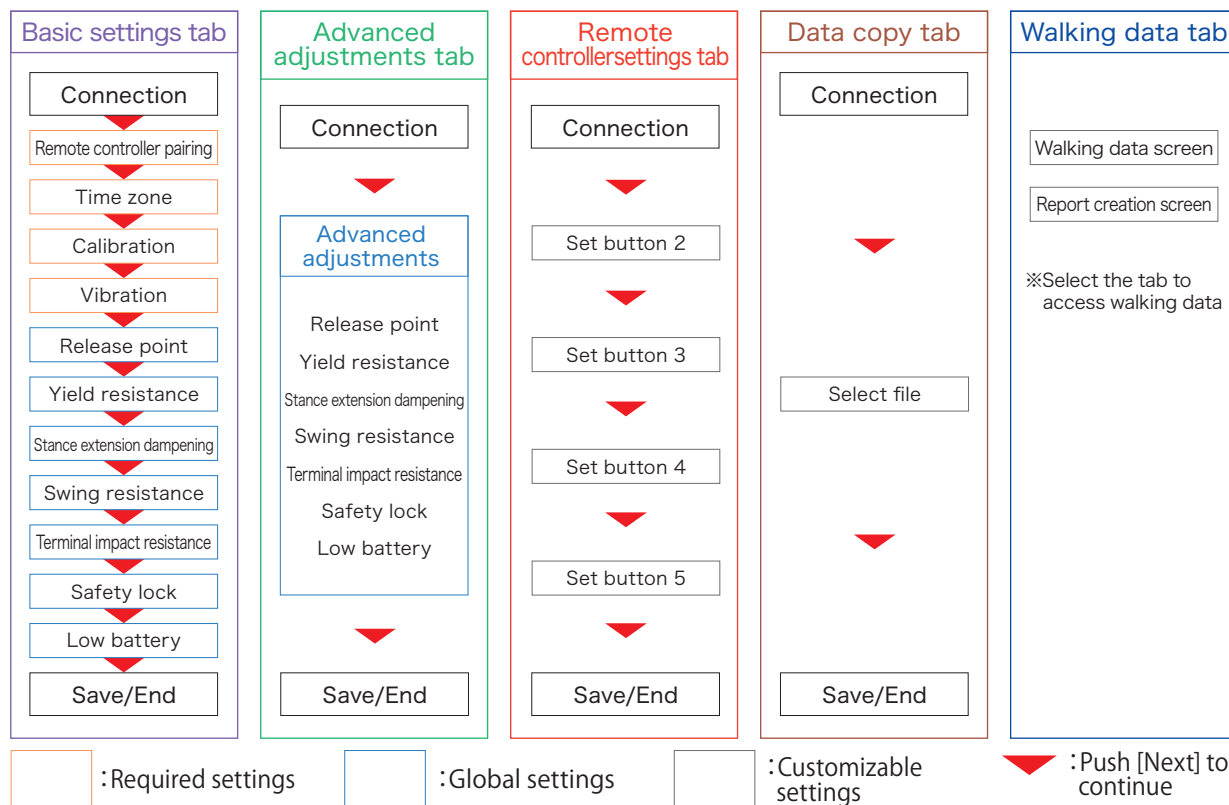 Basic settings tab
Connection
Remote controller pairing
Time zone
Calibration
Vibration
Release point
Yield resistance
Stance extension dampening
Swing resistance
Terminal impact resistance
Safety lock
Low battery
Save/End
Advanced
adjustments tab
Connection
Advanced
adjustments
Release point
Yield resistance
Stance extension dampening
Swing resistance
Terminal impact resistance
Safety lock
Low battery
Save/End
Remote
controllersettings tab
Connection
Set button 2
Set button 3
Set button 4
Set button 5
Save/End
Data copy tab
Connection
Select file
Save/End
Walking data tab
Walking data screen
Report creation screen
※Select the tab to
access walking data
:Required settings
:Global settings
:Customizable
settings
:Push [Next] to
continue